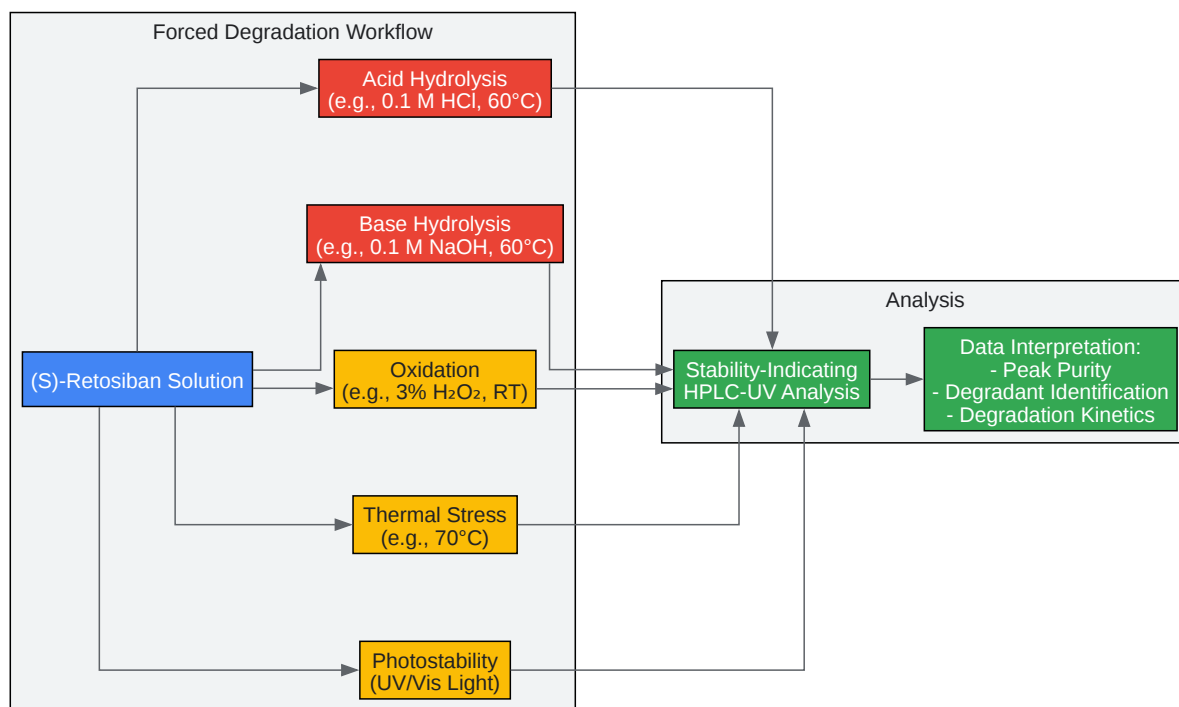 Forced Degradation Workflow
Acid Hydrolysis
(e.g., 0.1 M HCl, 60°C)
Base Hydrolysis
(e.g., 0.1 M NaOH, 60°C)
(S)-Retosiban Solution
Oxidation
(e.g., 3% H₂O₂, RT)
Thermal Stress
(e.g., 70°C)
Photostability
(UV/Vis Light)
Analysis
Stability-Indicating
HPLC-UV Analysis
Data Interpretation:
- Peak Purity
- Degradant Identification
- Degradation Kinetics